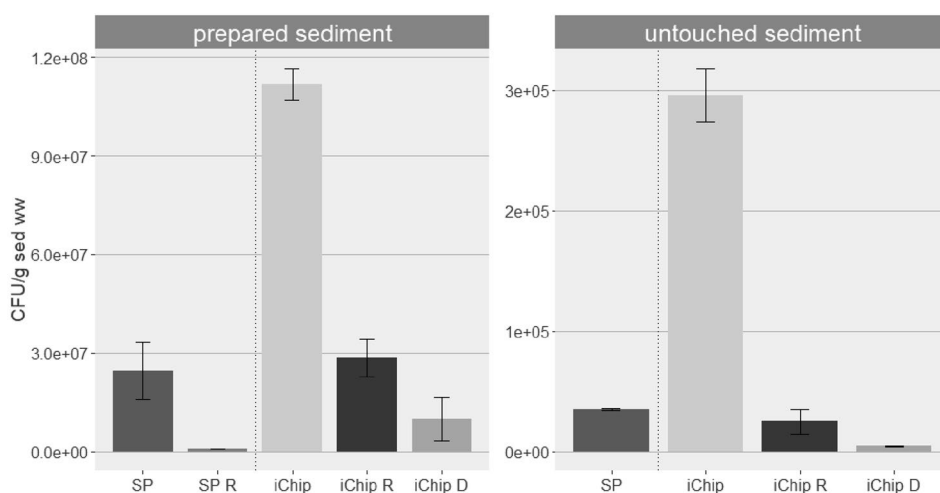 prepared sediment
untouched sediment
CFU/g sed ww
1.2e+08
9.0e+07
6.0e+07
3.0e+07
0.0e+00
SP
SP R
iChip
iChip R
iChip D
3e+05
2e+05
1e+05
0e+00
SP
iChip
iChip R
iChip D